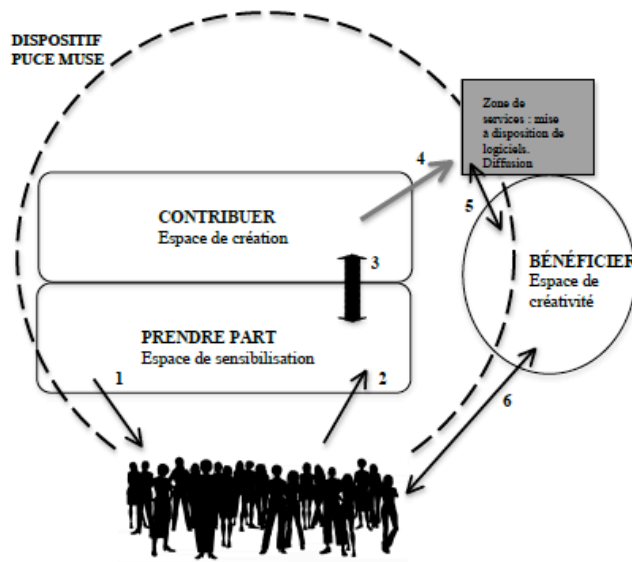 DISPOSITIF
PUCE MUSE
Zone de
services : mise
à disposition de
logiciels.
Diffusion
4
CONTRIBUER
Espace de création
5
3
BÉNÉFICIER
Espace de
créativité
PRENDRE PART
Espace de sensibilisation
1
2
6